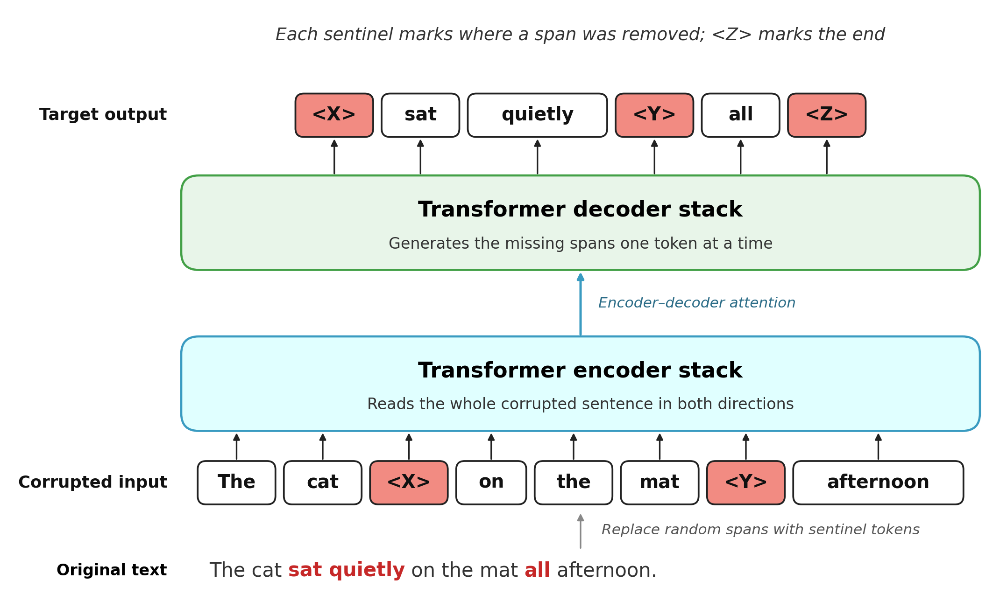 Each sentinel marks where a span was removed; <Z> marks the end
Target output
<X> sat quietly <Y> all <Z>
Transformer decoder stack
Generates the missing spans one token at a time
Encoder–decoder attention
Transformer encoder stack
Reads the whole corrupted sentence in both directions
Corrupted input
The cat <X> on the mat <Y> afternoon
Replace random spans with sentinel tokens
Original text
The cat sat quietly on the mat all afternoon.